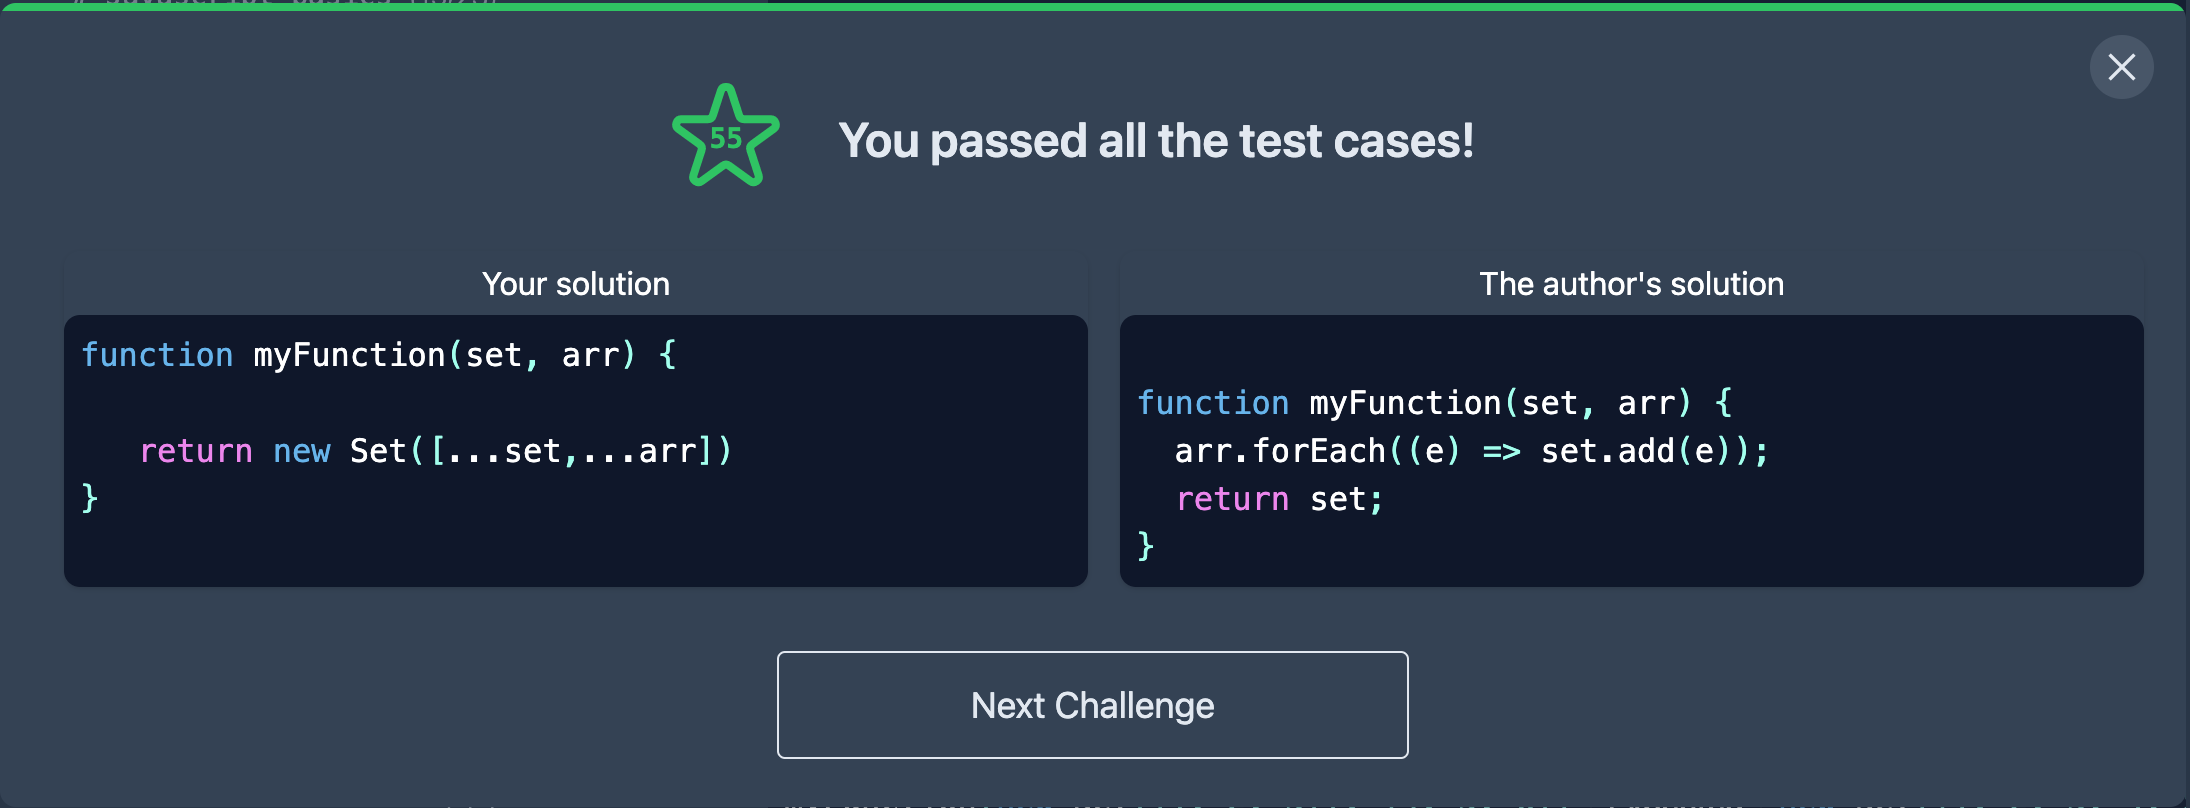 55
You passed all the test cases!
Your solution
function myFunction(set, arr) {
return new Set([...set,...arr])
}
The author's solution
function myFunction(set, arr) {
arr.forEach((e) => set.add(e));
return set;
}
Next Challenge